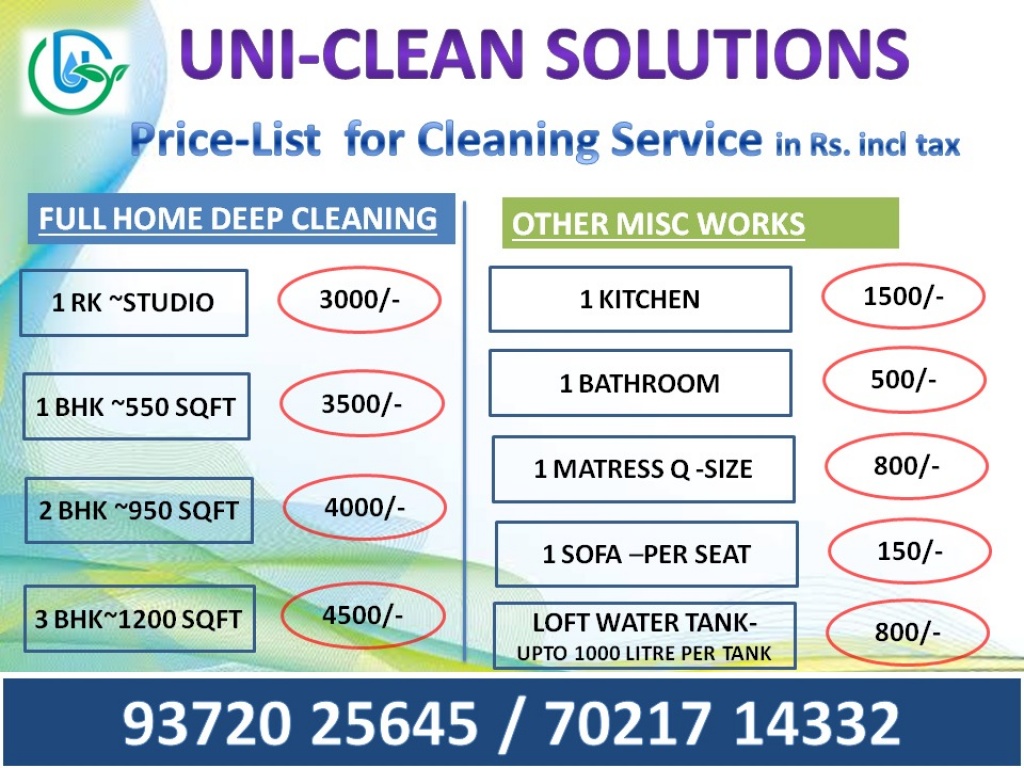 UNI-CLEAN SOLUTIONS
Price-List for Cleaning Service in Rs. incl tax
FULL HOME DEEP CLEANING
1 RK ~STUDIO 3000/-
1 BHK ~550 SQFT 3500/-
2 BHK ~950 SQFT 4000/-
3 BHK~1200 SQFT 4500/-
OTHER MISC WORKS
1 KITCHEN 1500/-
1 BATHROOM 500/-
1 MATRESS Q -SIZE 800/-
1 SOFA –PER SEAT 150/-
LOFT WATER TANK-
UPTO 1000 LITRE PER TANK 800/-
93720 25645 / 70217 14332